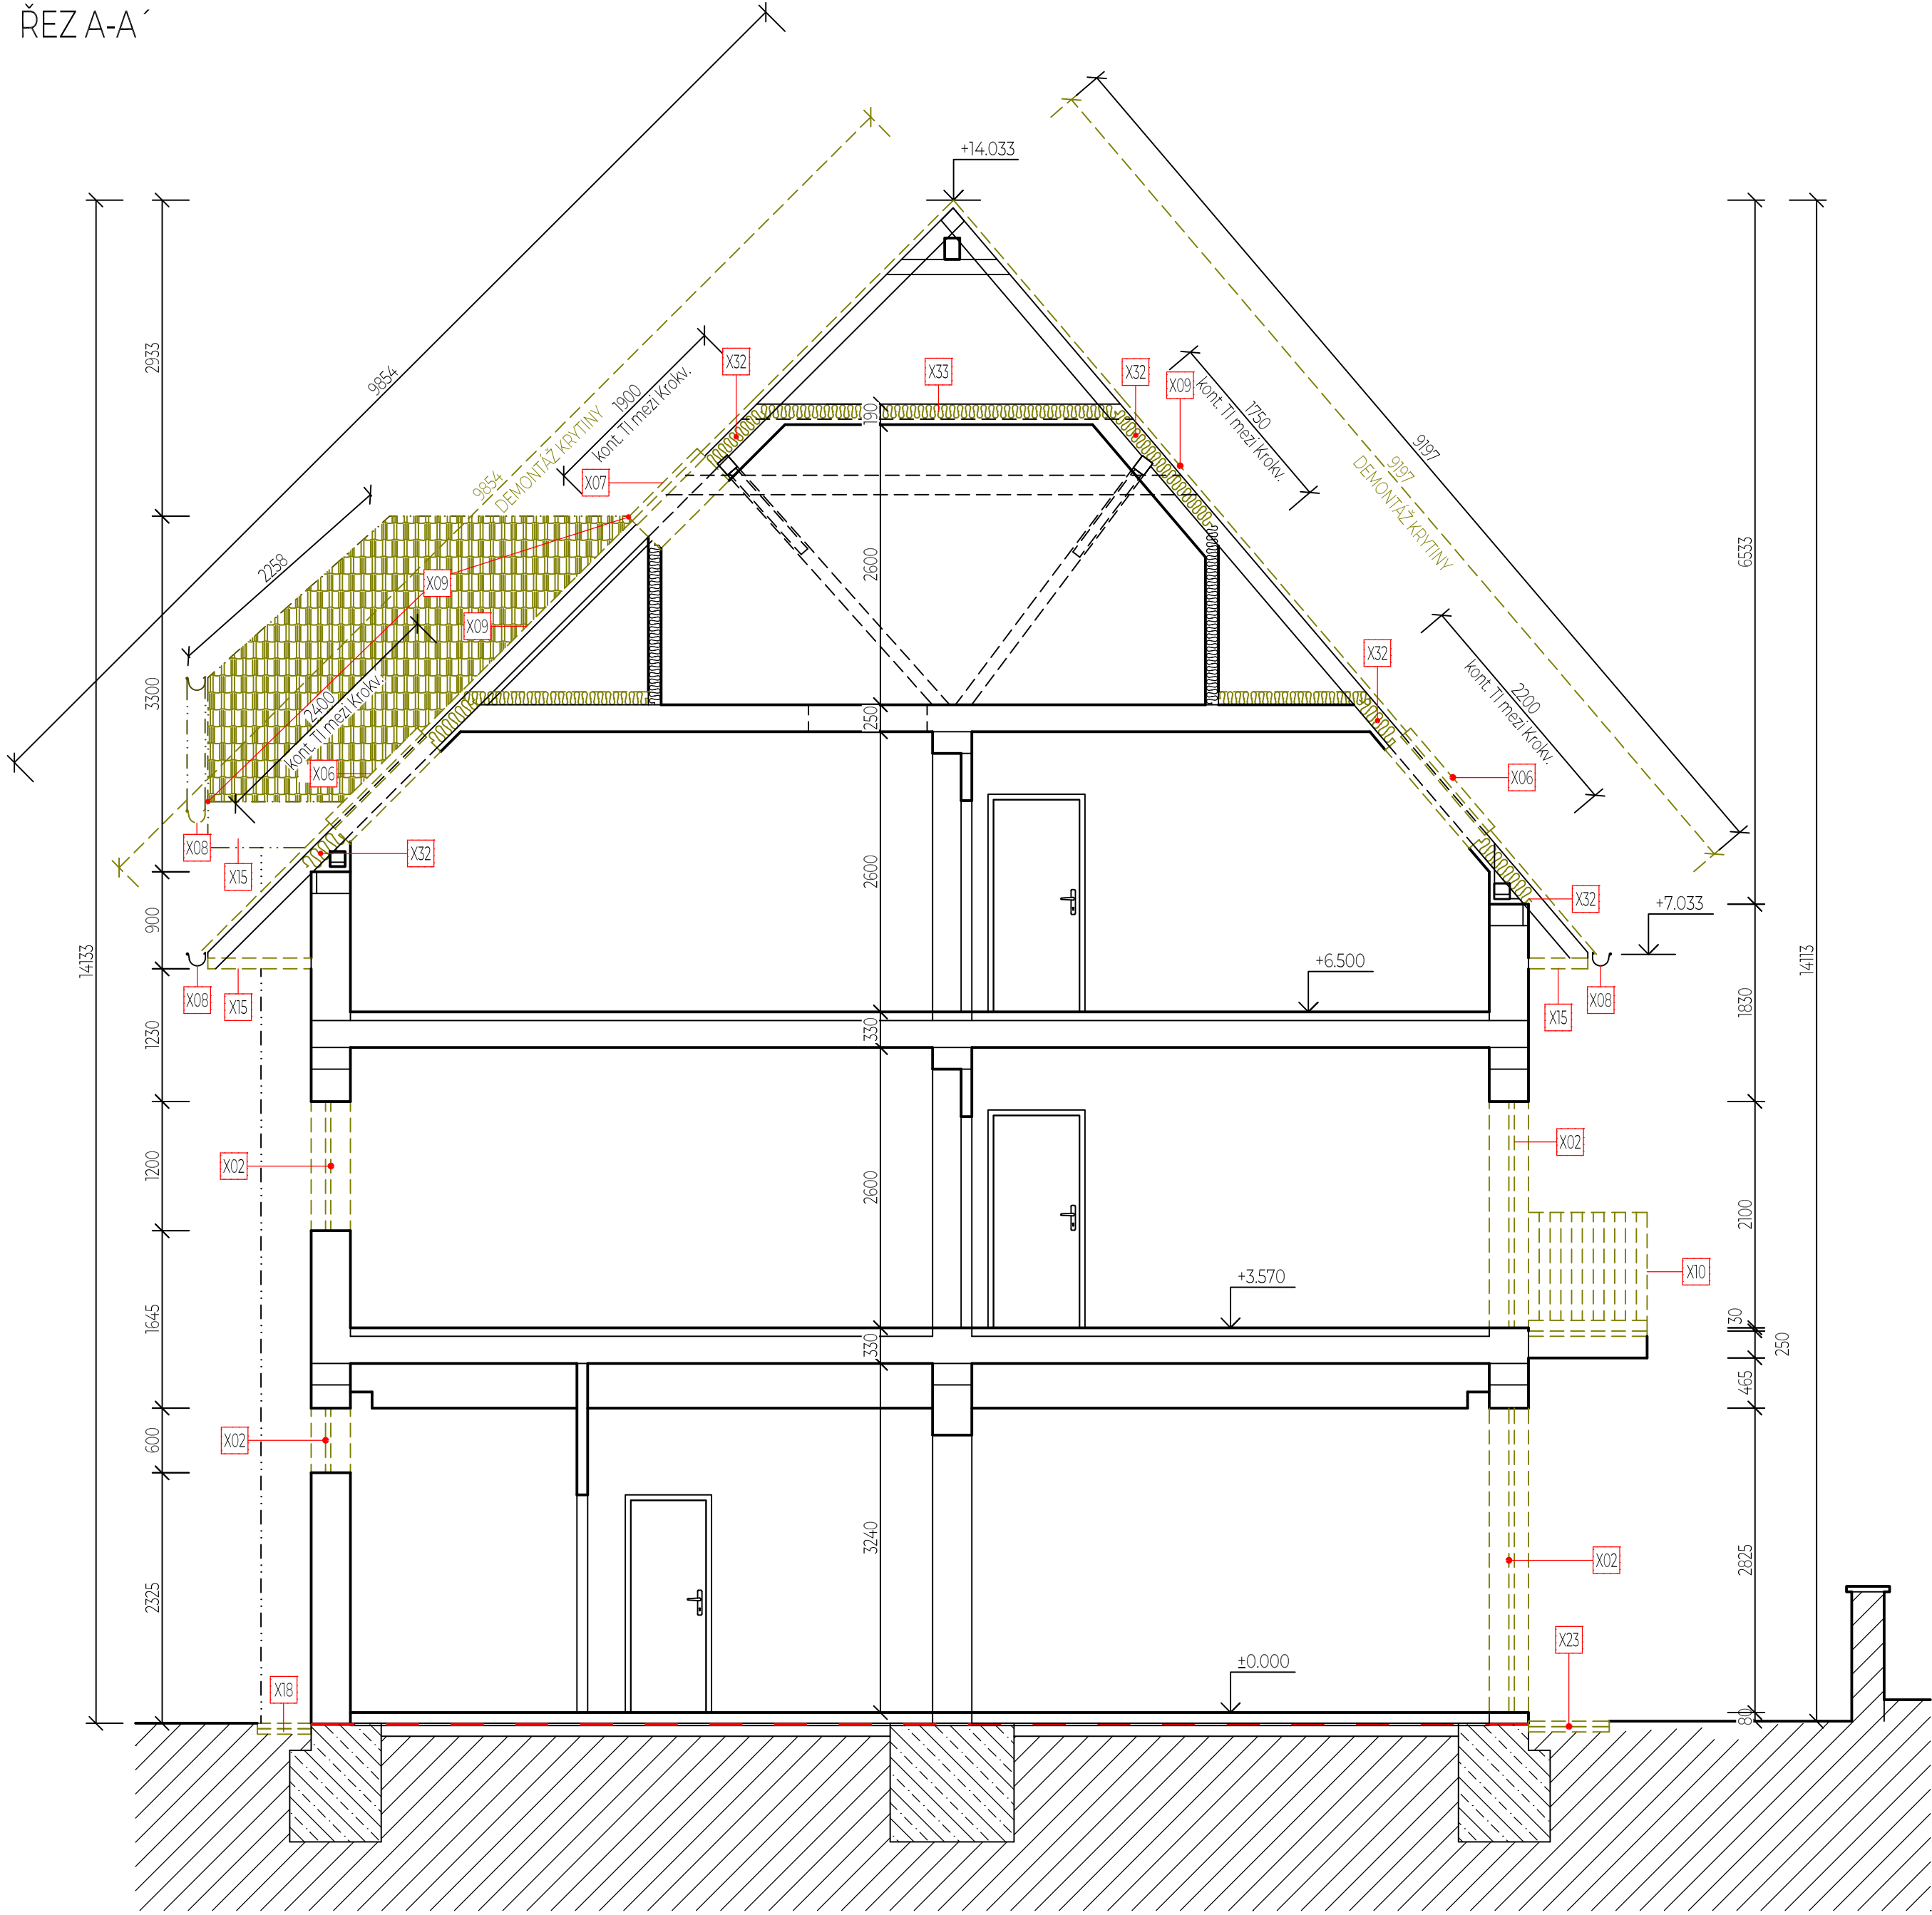 ŘEZ A-A´
+14.033
9854
9197
9854
DEMONTÁŽ KRYTINY
1900
kont. TI mezi Krokv.
1750
kont. TI mezi Krokv.
9197
DEMONTÁŽ KRYTINY
2933
X32
X33
X32
X09
190
X07
2258
X09
X09
2600
6533
3300
2400
kont. TI mezi Krokv.
X32
2200
kont. TI mezi Krokv.
250
X06
X06
X08
X15
X32
2600
X32
+7.033
900
14133
14113
+6.500
X08
X15
X15
X08
1830
1230
330
X02
1200
2600
X02
2100
+3.570
X10
1645
330
30
250
465
X02
600
3240
X02
2825
2325
X23
±0.000
X18
80